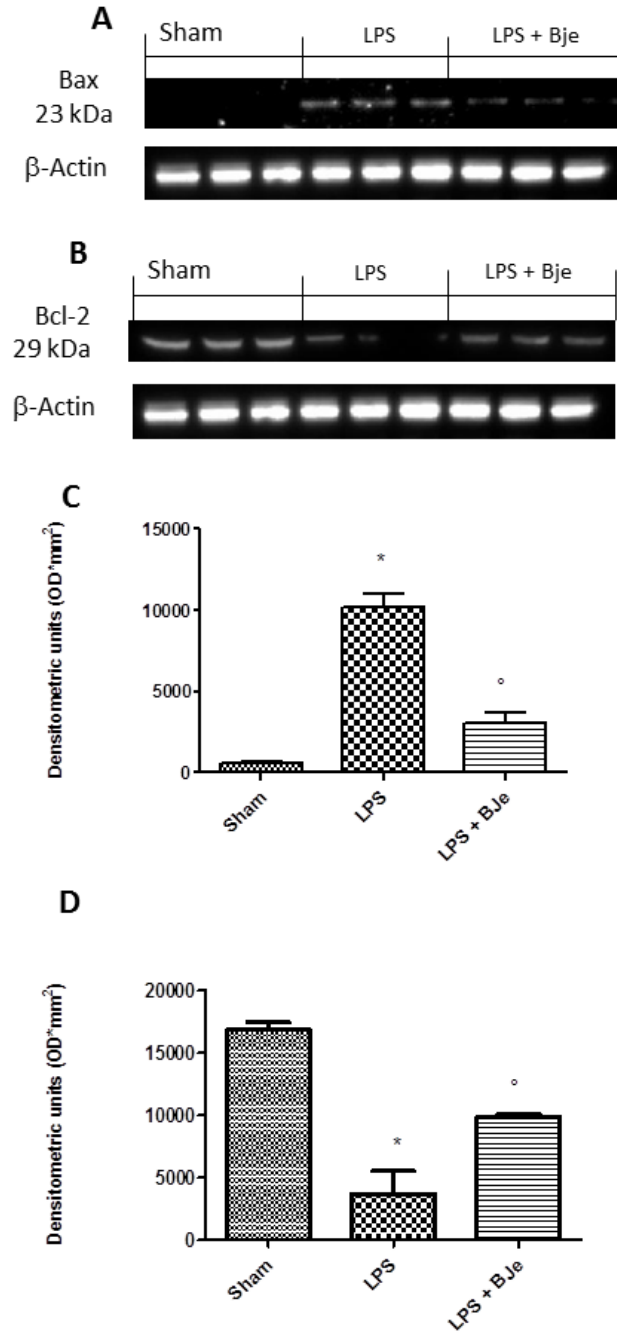 A
Sham LPS LPS + Bje
Bax
23 kDa
β-Actin
B
Sham LPS LPS + Bje
Bcl-2
29 kDa
β-Actin
C
Densitometric units (OD*mm²)
15000
10000
5000
0
*
°
Sham LPS LPS + BJe
D
Densitometric units (OD*mm²)
20000
15000
10000
5000
0
*
°
Sham LPS LPS + BJe